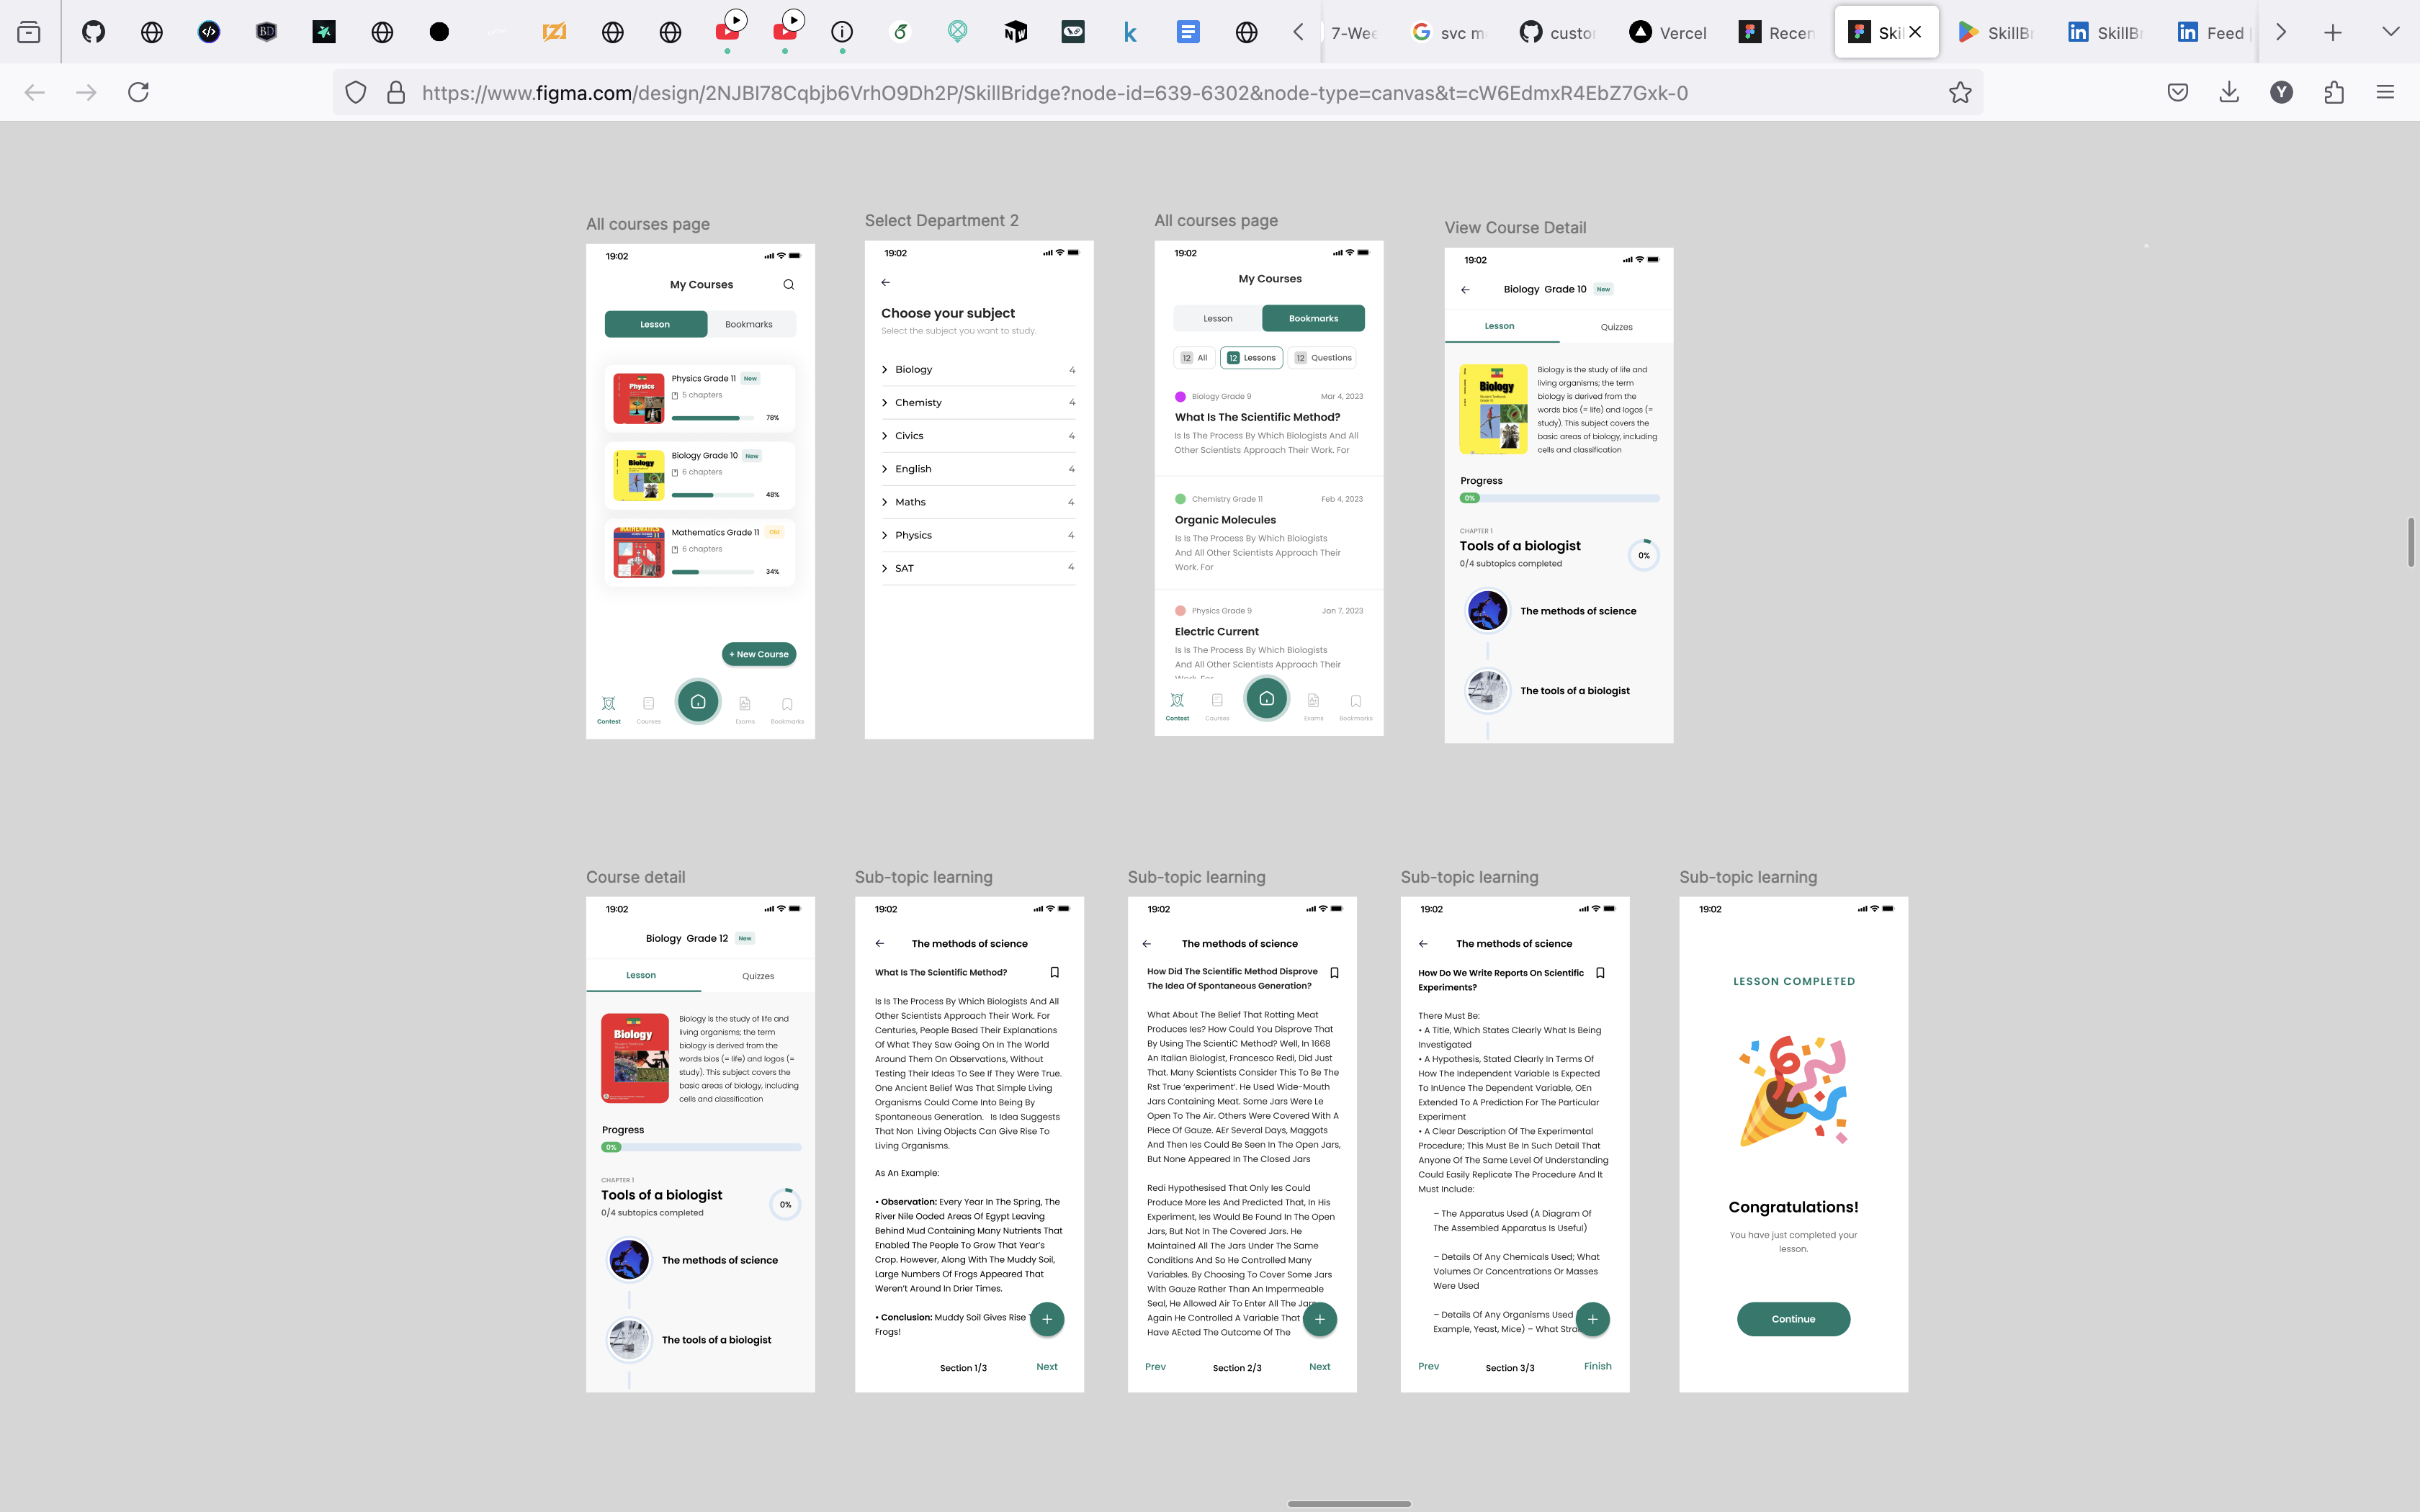 7-Wee
svc m
custo
Vercel
Recen
Skil
SkillBr
SkillBr
Feed
https://www.figma.com/design/2NJBI78Cqbjb6VrhO9Dh2P/SkillBridge?node-id=639-6302&node-type=canvas&t=cW6EdmxR4EbZ7Gxk-0
All courses page
19:02
My Courses
Lesson
Bookmarks
Physics
Physics Grade 11 New
5 chapters
78%
Biology
Biology Grade 10 New
6 chapters
48%
MATHEMATICS
Mathematics Grade 11 Old
6 chapters
34%
+ New Course
Contest
Courses
Exams
Bookmarks
Select Department 2
19:02
Choose your subject
Select the subject you want to study.
Biology 4
Chemisty 4
Civics 4
English 4
Maths 4
Physics 4
SAT 4
All courses page
19:02
My Courses
Lesson
Bookmarks
12 All
12 Lessons
12 Questions
Biology Grade 9 Mar 4, 2023
What Is The Scientific Method?
Is Is The Process By Which Biologists And All
Other Scientists Approach Their Work. For
Chemistry Grade 11 Feb 4, 2023
Organic Molecules
Is Is The Process By Which Biologists
And All Other Scientists Approach Their
Work. For
Physics Grade 9 Jan 7, 2023
Electric Current
Is Is The Process By Which Biologists
And All Other Scientists Approach Their
Work. For
Contest
Courses
Exams
Bookmarks
View Course Detail
19:02
Biology Grade 10 New
Lesson
Quizzes
Biology
Biology is the study of life and
living organisms; the term
biology is derived from the
words bios (= life) and logos (=
study). This subject covers the
basic areas of biology, including
cells and classification
Progress
0%
CHAPTER 1
Tools of a biologist
0%
0/4 subtopics completed
The methods of science
The tools of a biologist
Course detail
19:02
Biology Grade 12 New
Lesson
Quizzes
Biology
Biology is the study of life and
living organisms; the term
biology is derived from the
words bios (= life) and logos (=
study). This subject covers the
basic areas of biology, including
cells and classification
Progress
0%
CHAPTER 1
Tools of a biologist
0%
0/4 subtopics completed
The methods of science
The tools of a biologist
Sub-topic learning
19:02
The methods of science
What Is The Scientific Method?
Is Is The Process By Which Biologists And All
Other Scientists Approach Their Work. For
Centuries, People Based Their Explanations
Of What They Saw Going On In The World
Around Them On Observations, Without
Testing Their Ideas To See If They Were True.
One Ancient Belief Was That Simple Living
Organisms Could Come Into Being By
Spontaneous Generation. Is Idea Suggests
That Non Living Objects Can Give Rise To
Living Organisms.
As An Example:
• Observation: Every Year In The Spring, The
River Nile Ooded Areas Of Egypt Leaving
Behind Mud Containing Many Nutrients That
Enabled The People To Grow That Year's
Crop. However, Along With The Muddy Soil,
Large Numbers Of Frogs Appeared That
Weren't Around In Drier Times.
• Conclusion: Muddy Soil Gives Rise
Frogs!
Section 1/3
Next
Sub-topic learning
19:02
The methods of science
How Did The Scientific Method Disprove
The Idea Of Spontaneous Generation?
What About The Belief That Rotting Meat
Produces Ies? How Could You Disprove That
By Using The ScientiC Method? Well, In 1668
An Italian Biologist, Francesco Redi, Did Just
That. Many Scientists Consider This To Be The
Rst True 'experiment'. He Used Wide-Mouth
Jars Containing Meat. Some Jars Were Le
Open To The Air. Others Were Covered With A
Piece Of Gauze. AEr Several Days, Maggots
And Then Ies Could Be Seen In The Open Jars,
But None Appeared In The Closed Jars
Redi Hypothesised That Only Ies Could
Produce More Ies And Predicted That, In His
Experiment, Ies Would Be Found In The Open
Jars, But Not In The Covered Jars. He
Maintained All The Jars Under The Same
Conditions And So He Controlled Many
Variables. By Choosing To Cover Some Jars
With Gauze Rather Than An Impermeable
Seal, He Allowed Air To Enter All The Jars
Again He Controlled A Variable That
Have AEcted The Outcome Of The
Prev
Section 2/3
Next
Sub-topic learning
19:02
The methods of science
How Do We Write Reports On Scientific
Experiments?
There Must Be:
• A Title, Which States Clearly What Is Being
Investigated
• A Hypothesis, Stated Clearly In Terms Of
How The Independent Variable Is Expected
To InUence The Dependent Variable, OEn
Extended To A Prediction For The Particular
Experiment
• A Clear Description Of The Experimental
Procedure; This Must Be In Such Detail That
Anyone Of The Same Level Of Understanding
Could Easily Replicate The Procedure And It
Must Include:
– The Apparatus Used (A Diagram Of
The Assembled Apparatus Is Useful)
– Details Of Any Chemicals Used; What
Volumes Or Concentrations Or Masses
Were Used
– Details Of Any Organisms Used
Example, Yeast, Mice) – What Strai
Prev
Section 3/3
Finish
Sub-topic learning
19:02
LESSON COMPLETED
Congratulations!
You have just completed your
lesson.
Continue